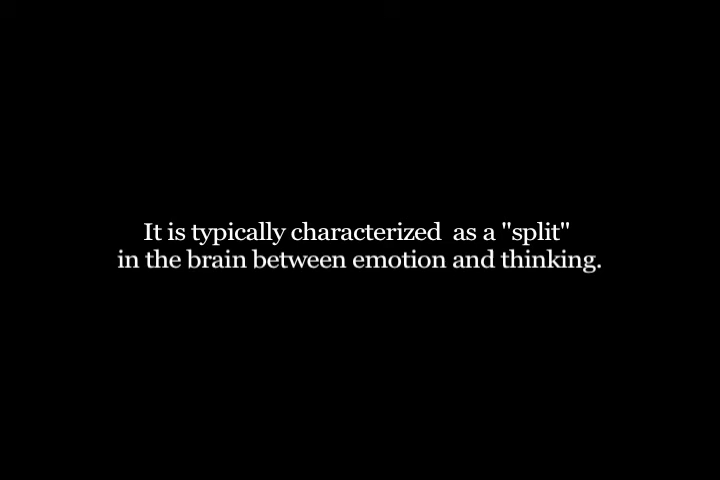 It is typically characterized  as a "split"
in the brain between emotion and thinking.